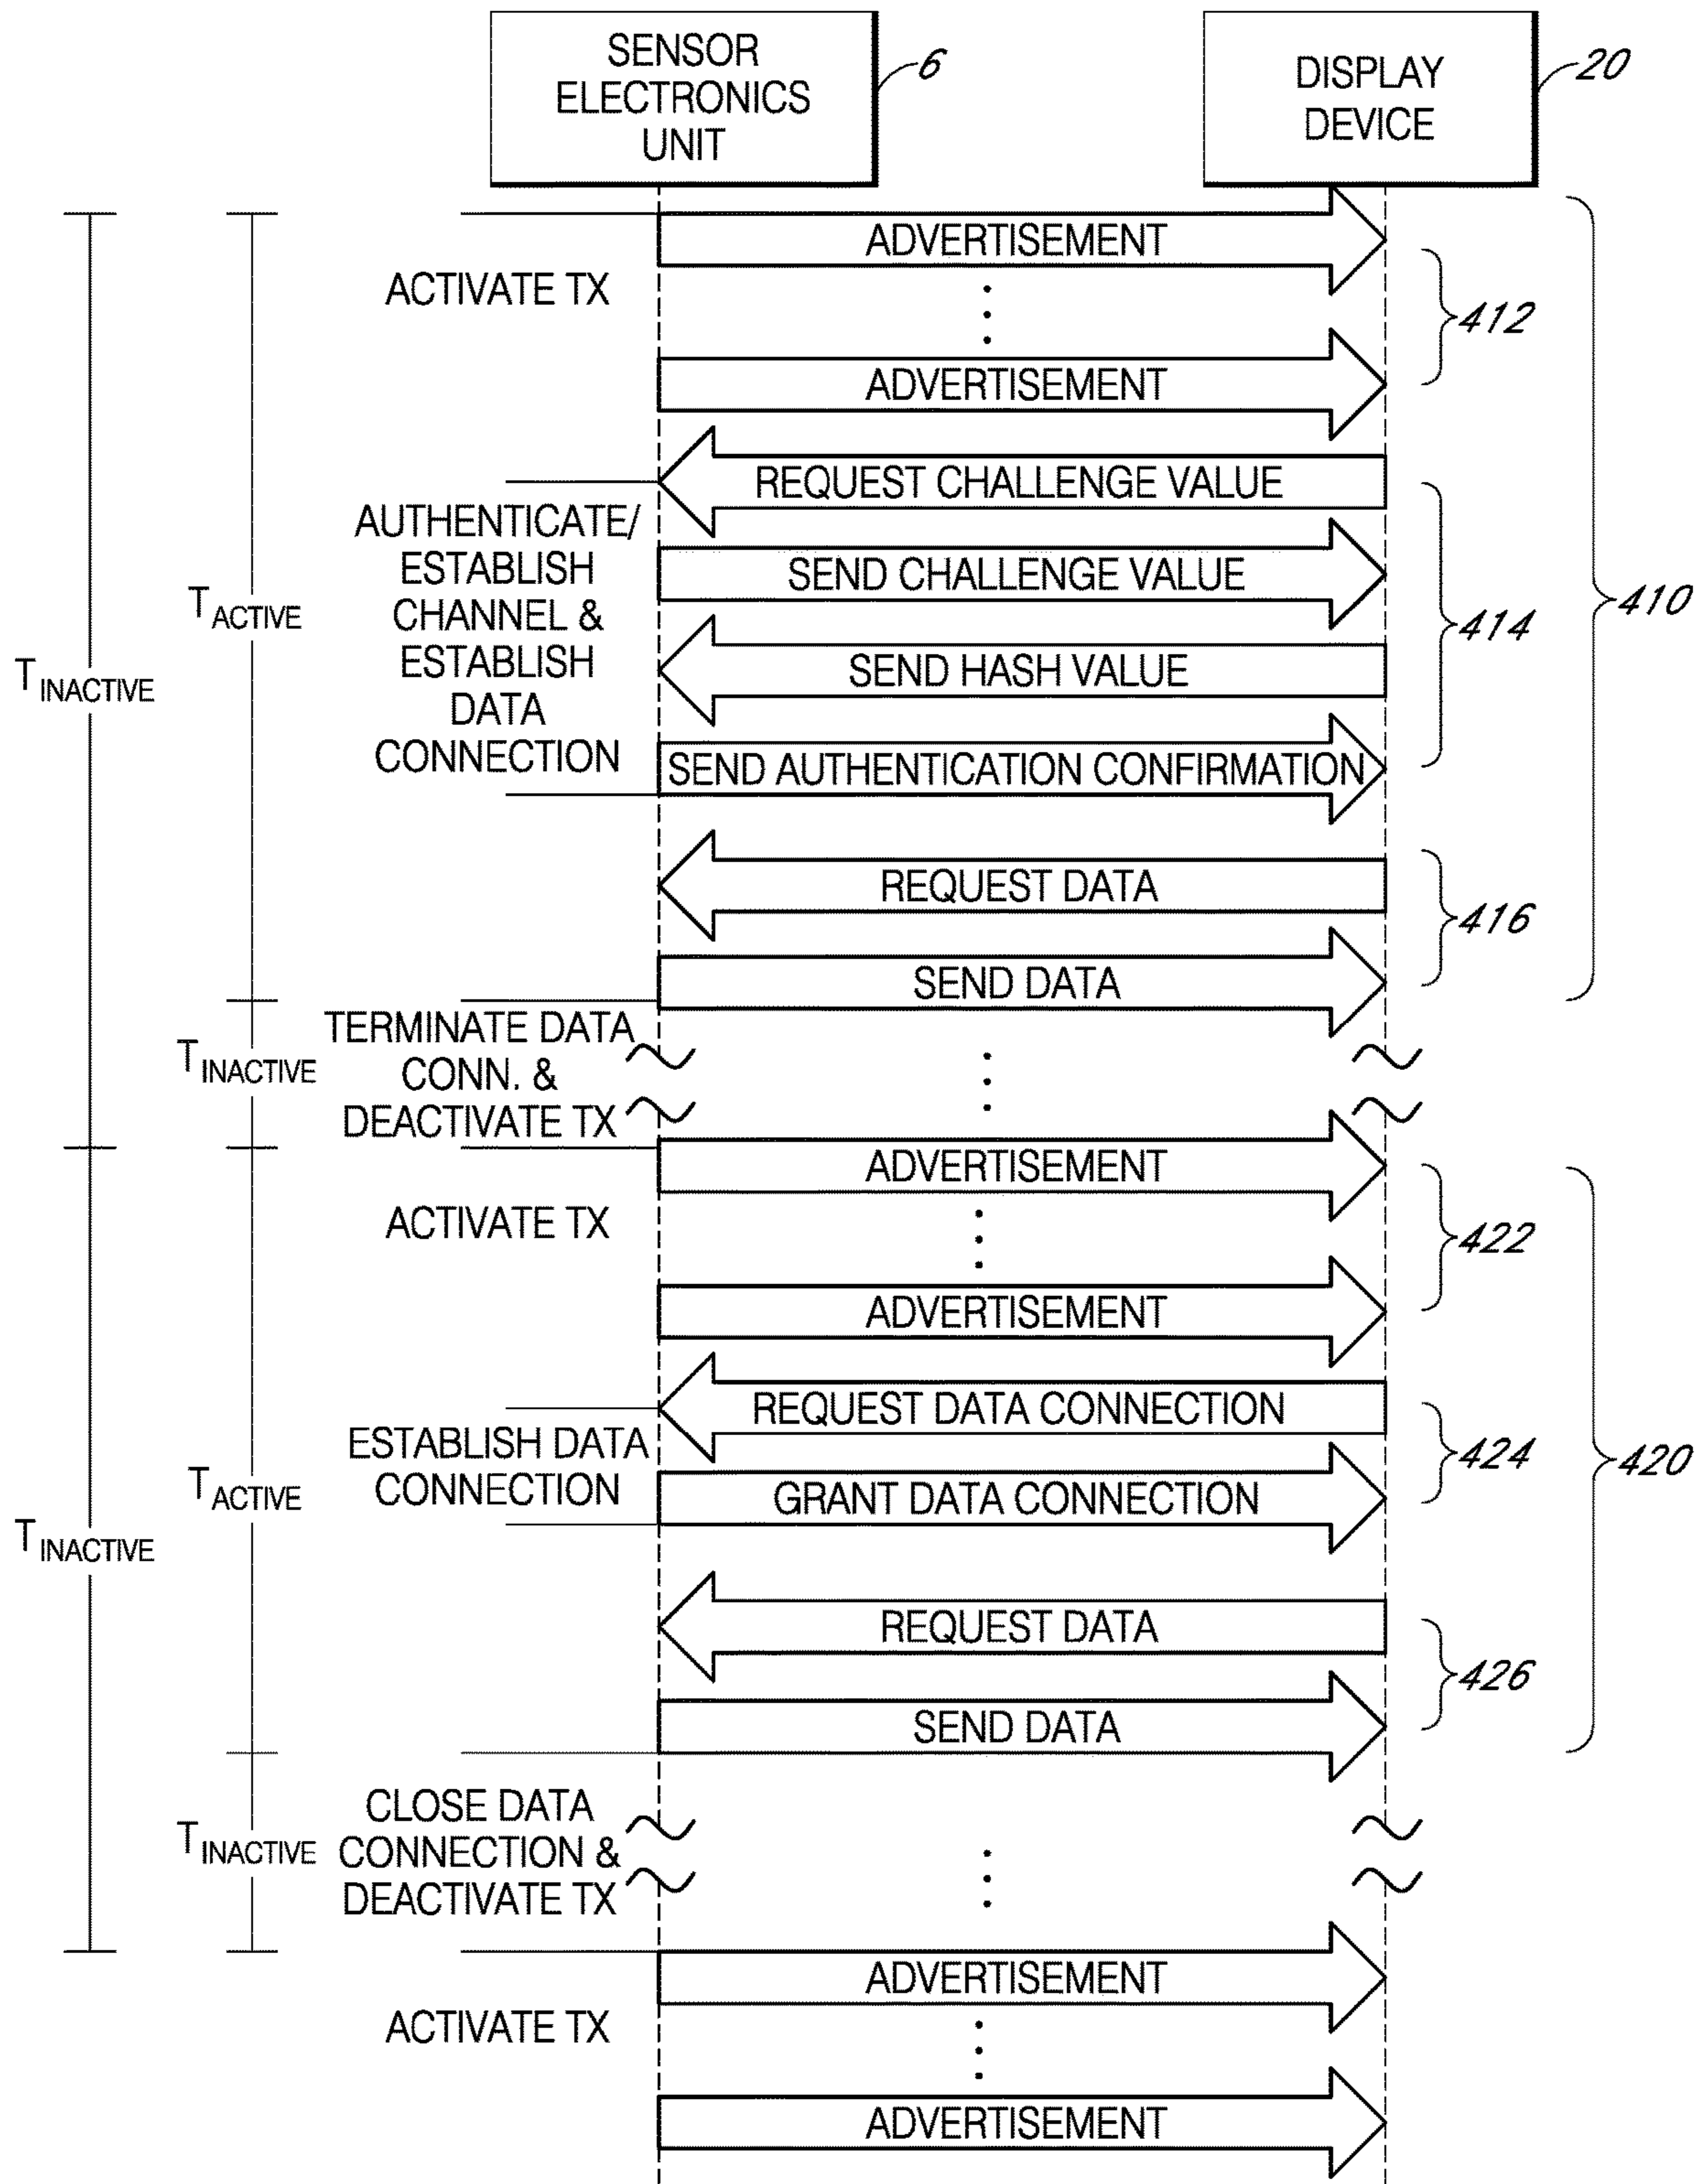 SENSOR
ELECTRONICS
UNIT
6
DISPLAY
DEVICE
20
ADVERTISEMENT
ACTIVATE TX
412
ADVERTISEMENT
REQUEST CHALLENGE VALUE
AUTHENTICATE/
ESTABLISH
CHANNEL &
ESTABLISH
DATA
CONNECTION
SEND CHALLENGE VALUE
T ACTIVE
414
410
T INACTIVE
SEND HASH VALUE
SEND AUTHENTICATION CONFIRMATION
REQUEST DATA
416
SEND DATA
T INACTIVE
TERMINATE DATA
CONN. &
DEACTIVATE TX
ADVERTISEMENT
ACTIVATE TX
422
ADVERTISEMENT
REQUEST DATA CONNECTION
ESTABLISH DATA
CONNECTION
424
420
T ACTIVE
GRANT DATA CONNECTION
T INACTIVE
REQUEST DATA
426
SEND DATA
T INACTIVE
CLOSE DATA
CONNECTION &
DEACTIVATE TX
ADVERTISEMENT
ACTIVATE TX
ADVERTISEMENT